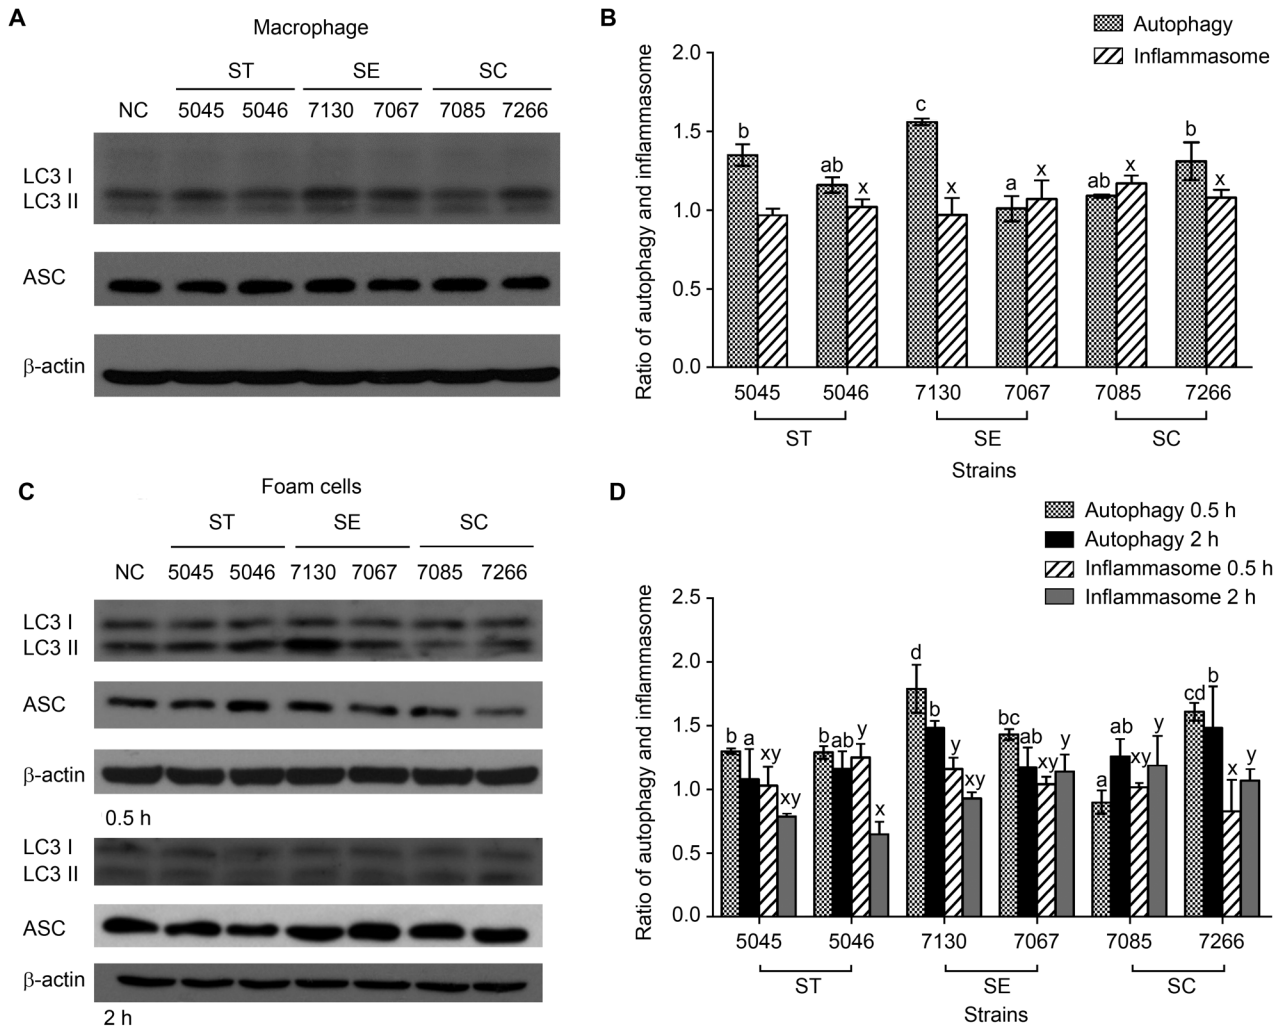 A
Macrophage
ST SE SC
NC 5045 5046 7130 7067 7085 7266
LC3 I
LC3 II
ASC
β-actin
B
Autophagy
Inflammasome
Ratio of autophagy and inflammasome
2.0
1.5
1.0
0.5
0.0
b ab x c x a x ab x b x
5045 5046 7130 7067 7085 7266
ST SE SC
Strains
C
Foam cells
ST SE SC
NC 5045 5046 7130 7067 7085 7266
LC3 I
LC3 II
ASC
β-actin
0.5 h
LC3 I
LC3 II
ASC
β-actin
2 h
D
Autophagy 0.5 h
Autophagy 2 h
Inflammasome 0.5 h
Inflammasome 2 h
Ratio of autophagy and inflammasome
2.5
2.0
1.5
1.0
0.5
0.0
b a xy xy b ab y x d b y xy bc ab xy y a ab xy y cd b x y
5045 5046 7130 7067 7085 7266
ST SE SC
Strains